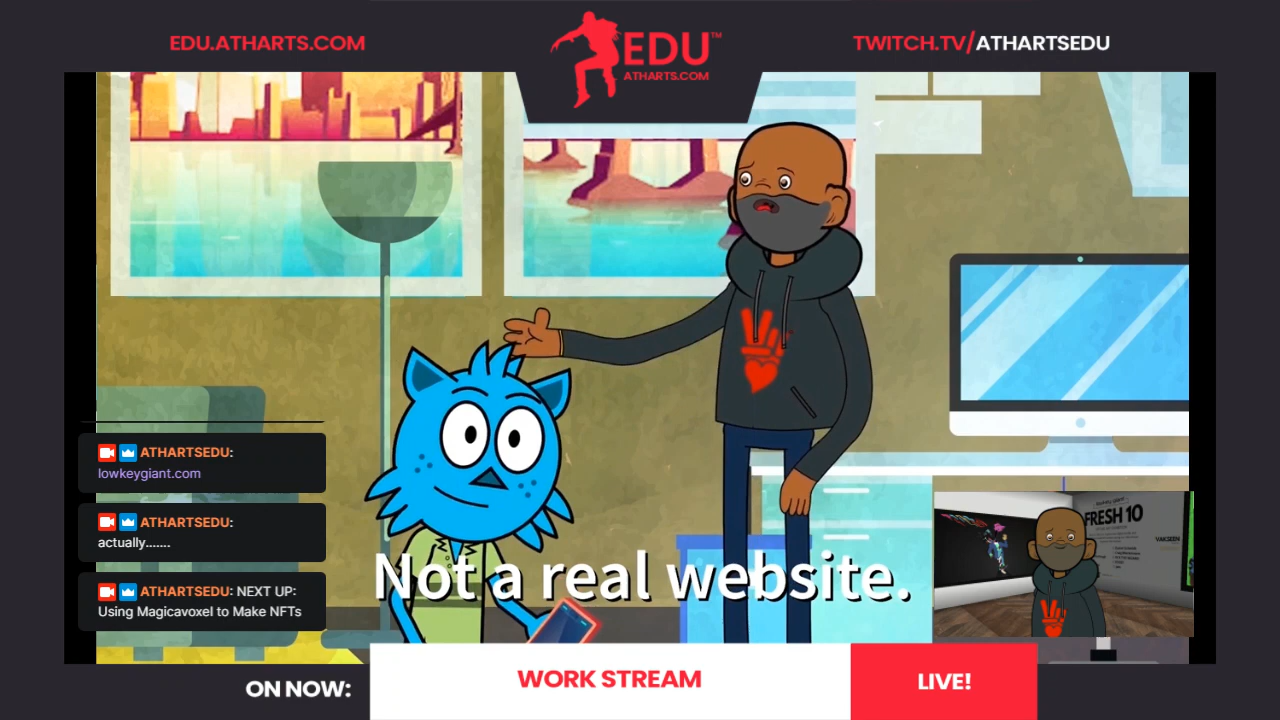 EDU.ATHARTS.COM
EDU™
ATHARTS.COM
TWITCH.TV/ATHARTSEDU
ATHARTSEDU:
lowkeygiant.com
ATHARTSEDU:
actually.......
ATHARTSEDU: NEXT UP:
Using Magicavoxel to Make NFTs
Not a real website.
FRESH 10
ON NOW:
WORK STREAM
LIVE!